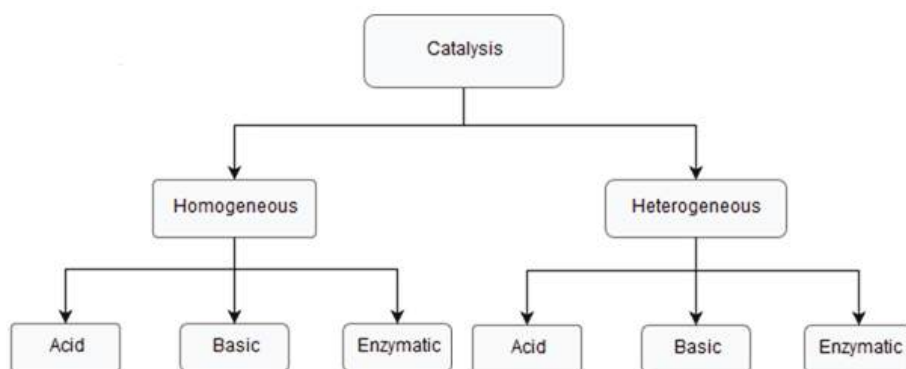 Catalysis
Homogeneous
Heterogeneous
Acid
Basic
Enzymatic
Acid
Basic
Enzymatic